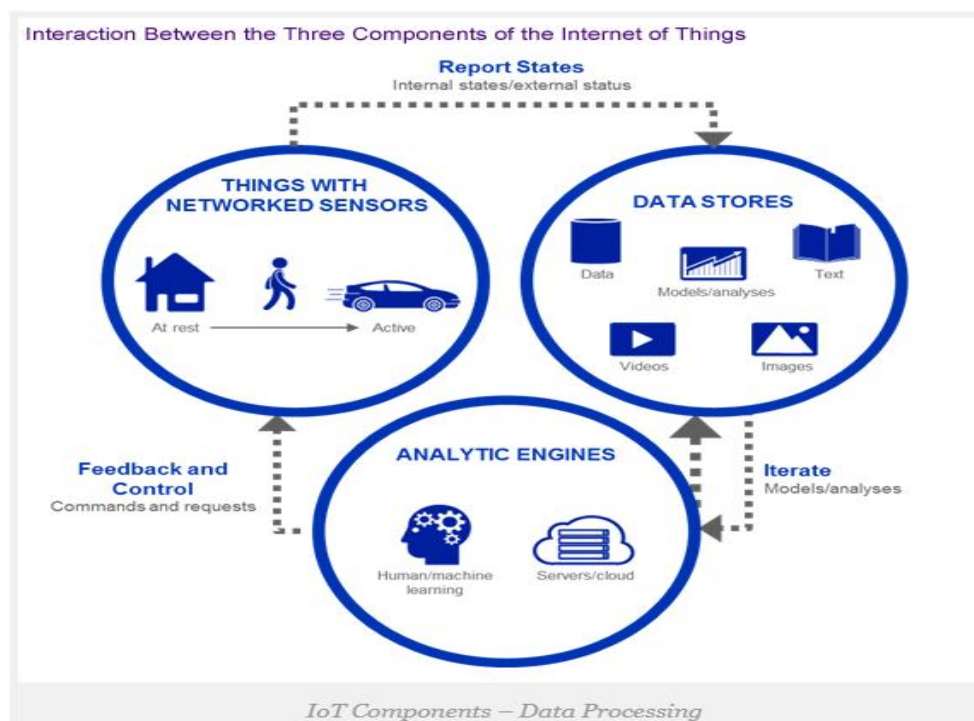 Interaction Between the Three Components of the Internet of Things
Report States
Internal states/external status
THINGS WITH
NETWORKED SENSORS
At rest
Active
DATA STORES
Data
Models/analyses
Text
Videos
Images
Feedback and
Control
Commands and requests
ANALYTIC ENGINES
Human/machine
learning
Servers/cloud
Iterate
Models/analyses
IoT Components – Data Processing